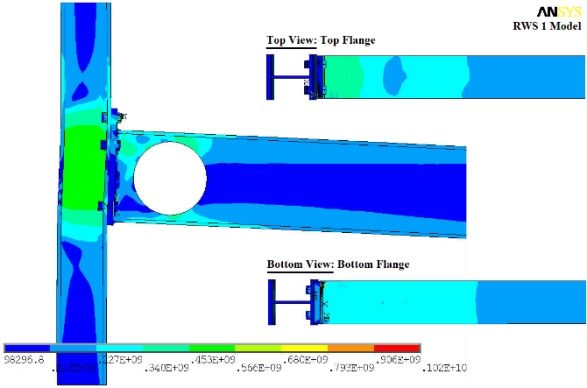 ANSYS
RWS 1 Model
Top View: Top Flange
Bottom View: Bottom Flange
98296.8 .227E+09 .453E+09 .680E+09 .906E+09
.340E+09 .566E+09 .793E+09 .102E+10